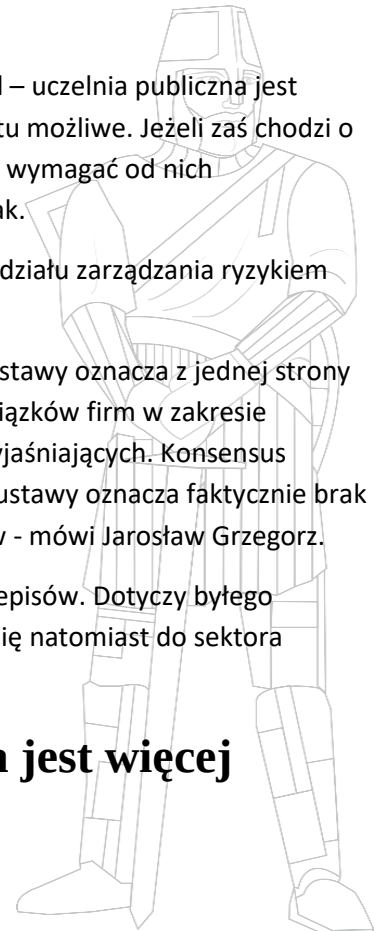 – uczelnia publiczna jest
tu możliwe. Jeżeli zaś chodzi o
wymagać od nich
ak.
działu zarządzania ryzykiem
stawy oznacza z jednej strony
iązków firm w zakresie
yjaśniających. Konsensus
ustawy oznacza faktycznie brak
w - mówi Jarosław Grzegorz.
episów. Dotyczy byłego
ię natomiast do sektora
jest więcej